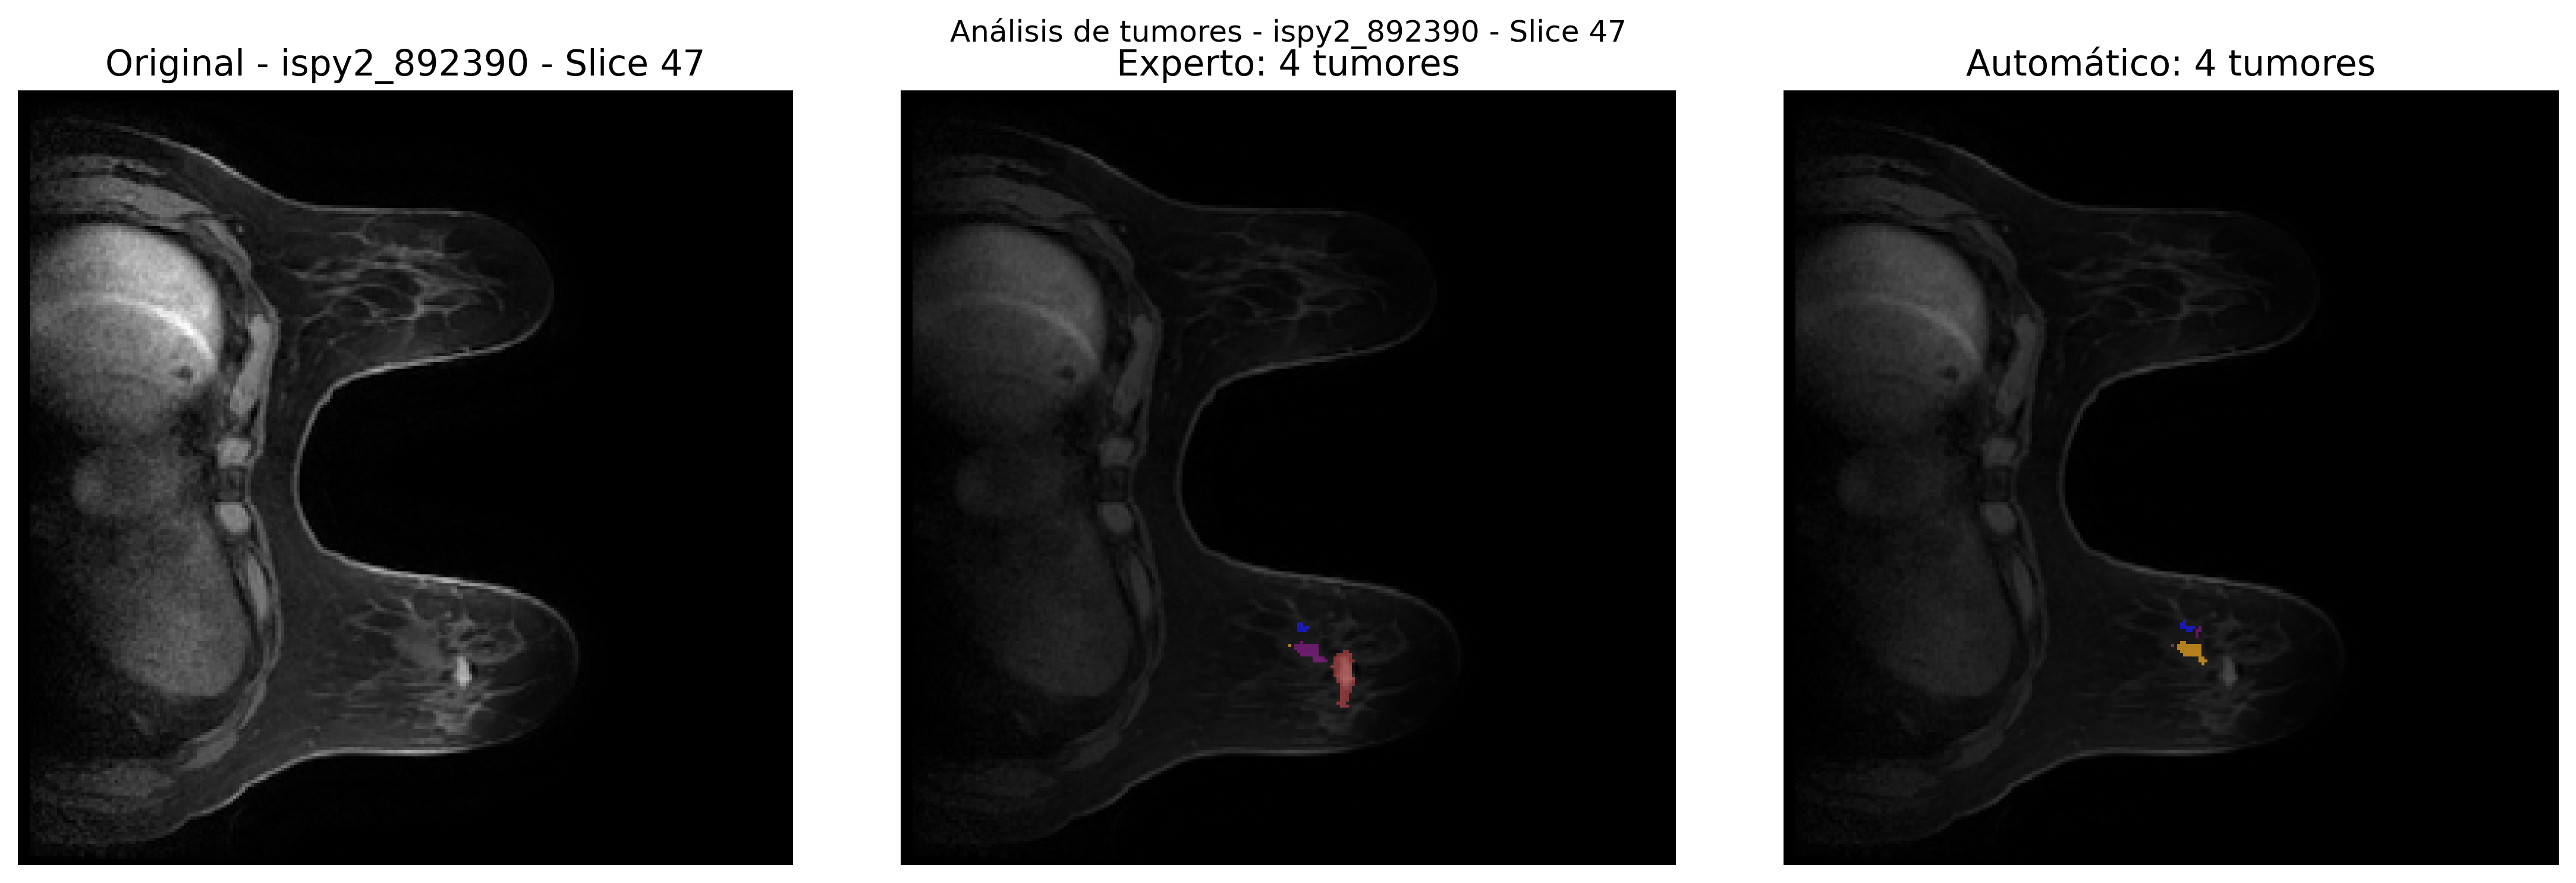 Análisis de tumores - ispy2_892390 - Slice 47
Original - ispy2_892390 - Slice 47
Experto: 4 tumores
Automático: 4 tumores